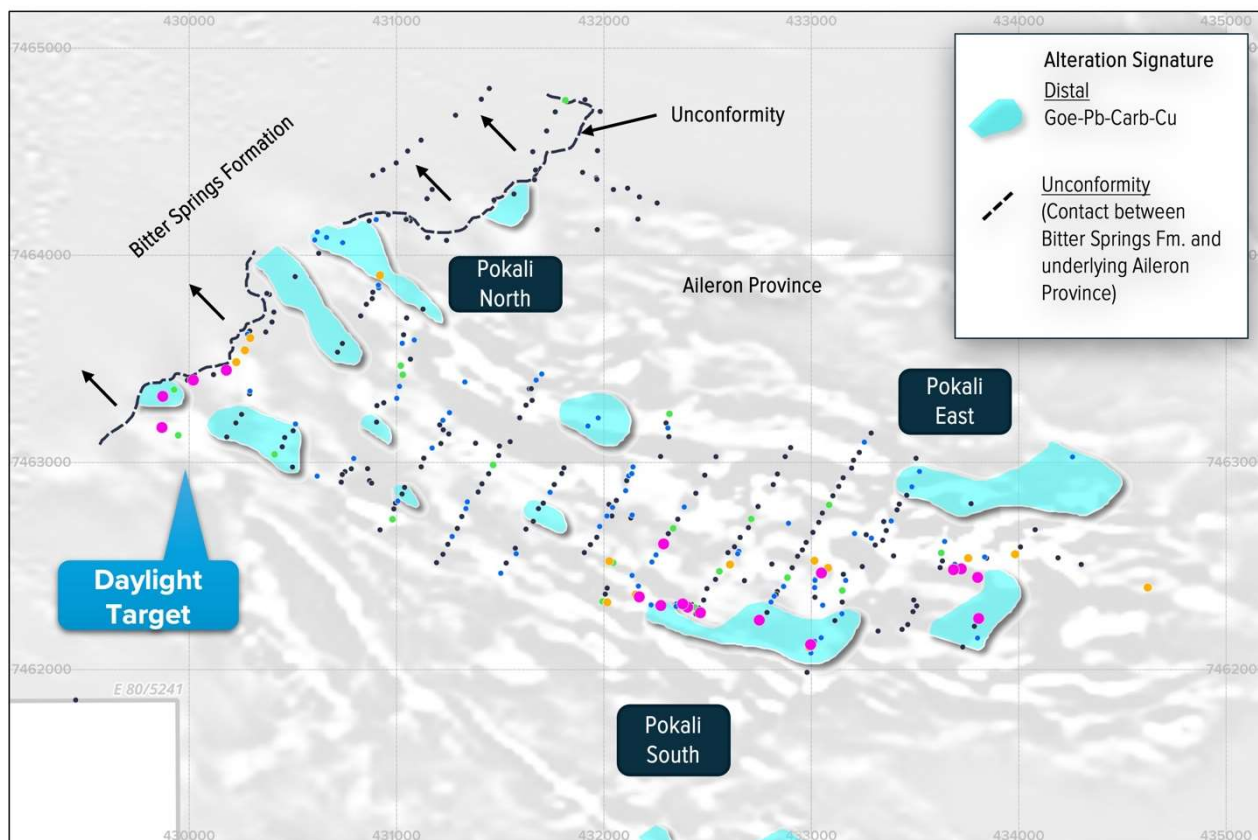 430000
431000
432000
433000
434000
435000
7465000
7465000
Alteration Signature
Distal
Goe-Pb-Carb-Cu
Unconformity
(Contact between
Bitter Springs Fm. and
underlying Aileron
Province)
Unconformity
Bitter Springs Formation
7464000
Pokali
North
Aileron Province
Pokali
East
7463000
7463000
Daylight
Target
7462000
7462000
E 80/5241
Pokali
South
430000
431000
432000
433000
434000
435000